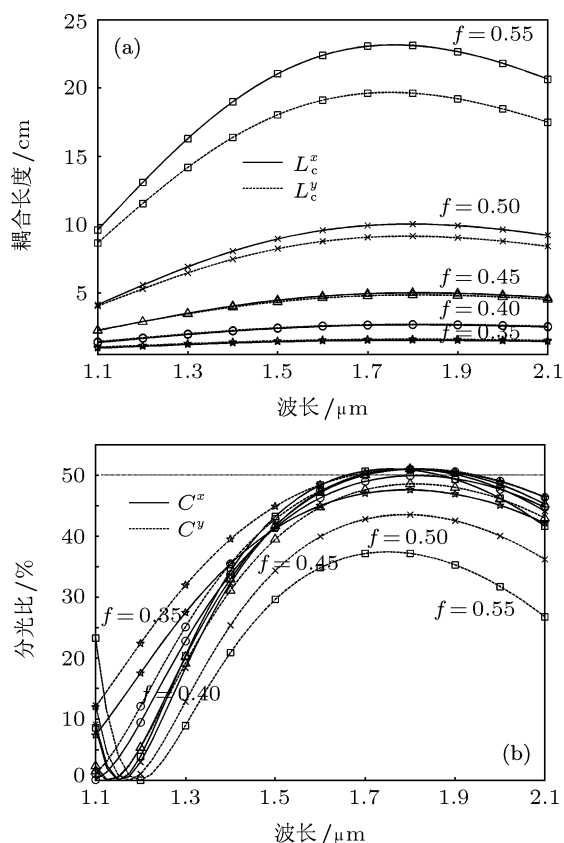 (a)
f = 0.55
25
20
15
10
5
耦合长度/cm
L_c^x
L_c^y
f = 0.50
f = 0.45
f = 0.40
f = 0.35
1.1 1.3 1.5 1.7 1.9 2.1
波长/μm
50
40
30
20
10
0
分光比/%
C^x
C^y
f = 0.50
f = 0.45
f = 0.35
f = 0.55
f = 0.40
(b)
1.1 1.3 1.5 1.7 1.9 2.1
波长/μm